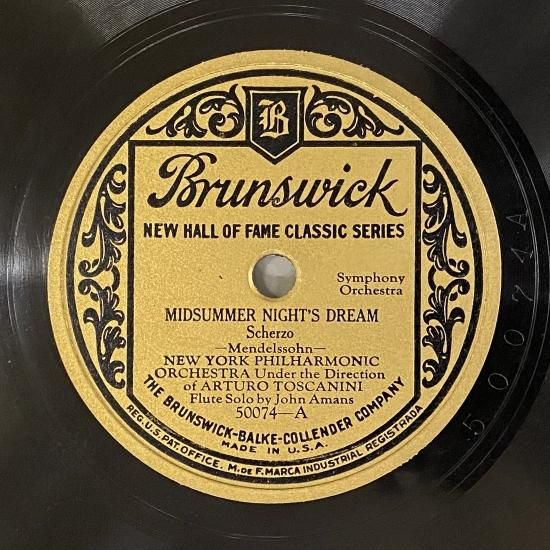 B
Brunswick
NEW HALL OF FAME CLASSIC SERIES
Symphony
Orchestra
MIDSUMMER NIGHT'S DREAM
Scherzo
—Mendelssohn—
NEW YORK PHILHARMONIC
ORCHESTRA Under the Direction
of ARTURO TOSCANINI
Flute Solo by John Amans
50074—A
THE BRUNSWICK-BALKE-COLLENDER COMPANY
MADE IN U.S.A.
REG. U.S. PAT. OFFICE. M. DE F. MARCA INDUSTRIAL REGISTRADA
50074A